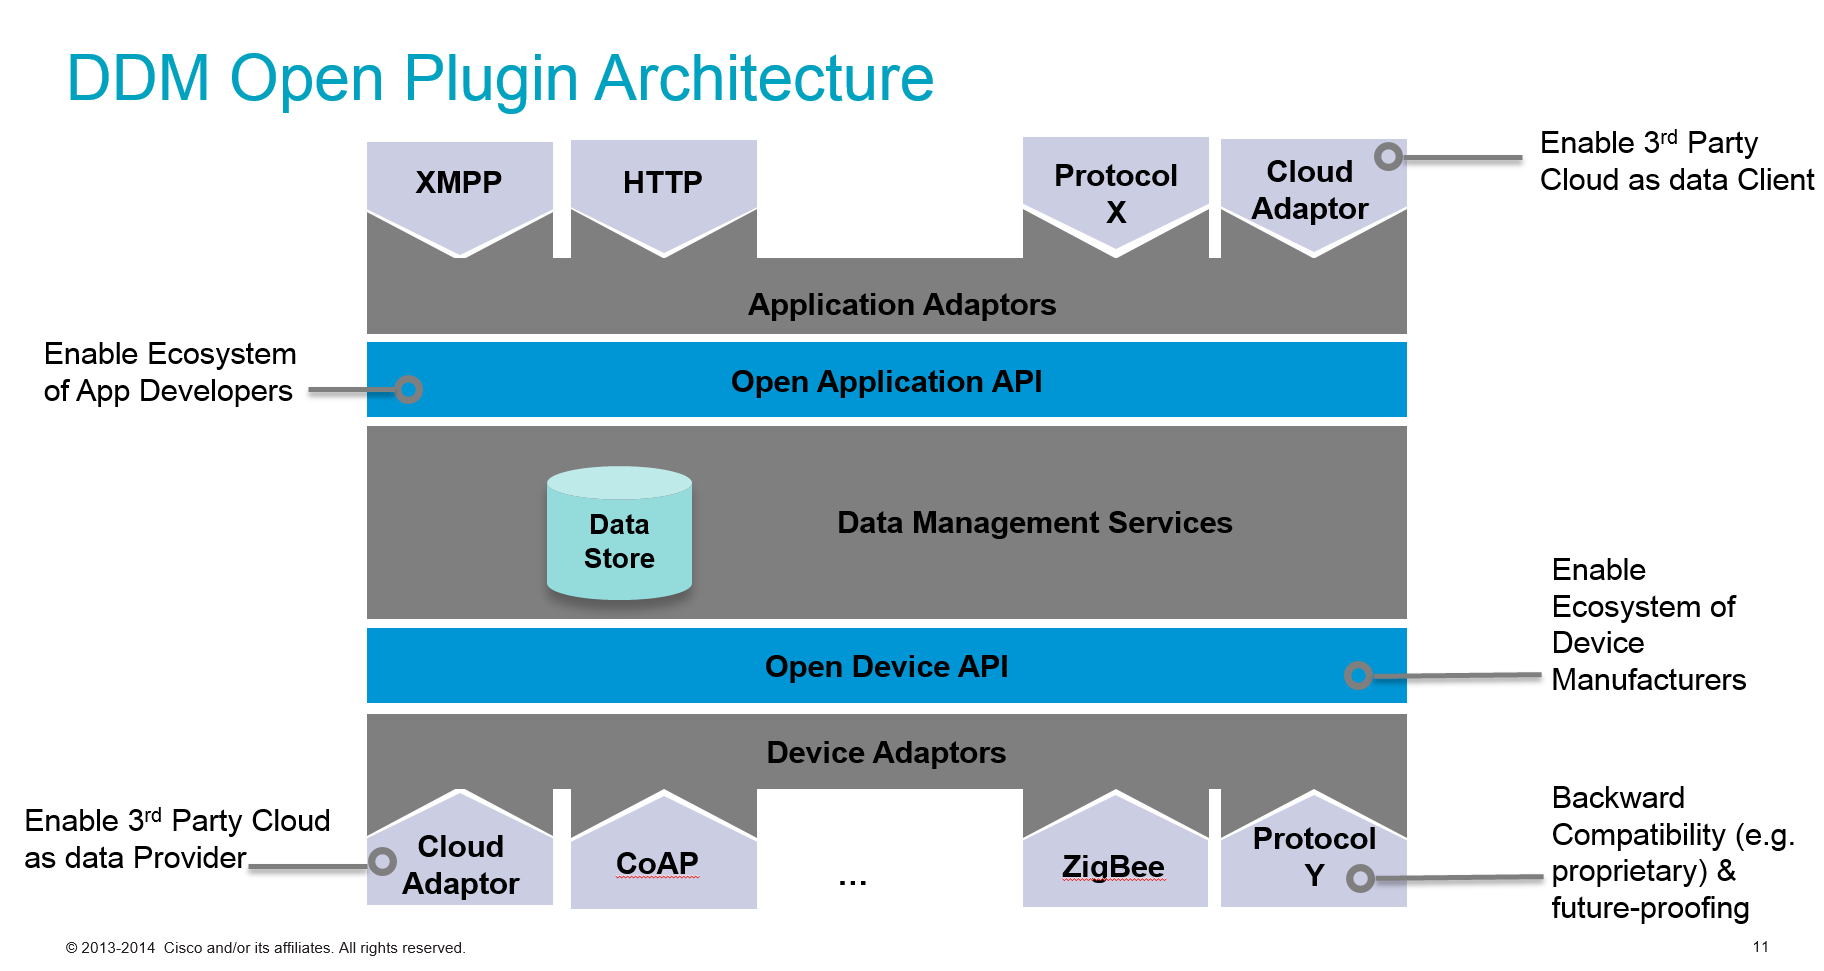 DDM Open Plugin Architecture
XMPP
HTTP
Protocol
X
Cloud
Adaptor
Enable 3rd Party
Cloud as data Client
Application Adaptors
Enable Ecosystem
of App Developers
Open Application API
Data
Store
Data Management Services
Enable
Ecosystem of
Device
Manufacturers
Open Device API
Device Adaptors
Enable 3rd Party Cloud
as data Provider
Cloud
Adaptor
CoAP
...
ZigBee
Protocol
Y
Backward
Compatibility (e.g.
proprietary) &
future-proofing
© 2013-2014 Cisco and/or its affiliates. All rights reserved.
11